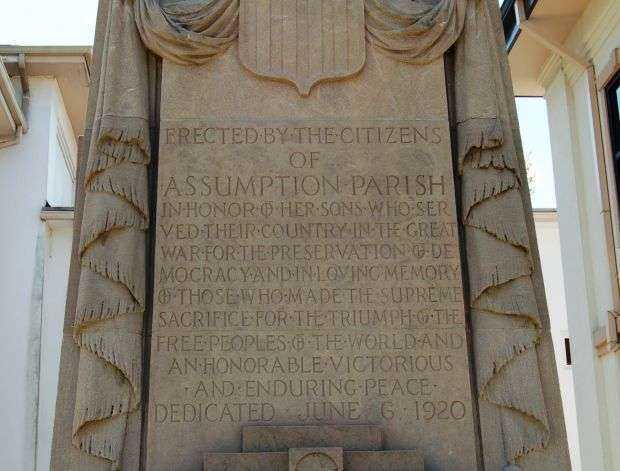 ERECTED·BY·THE·CITIZENS
OF
ASSUMPTION·PARISH
IN·HONOR·OF·HER·SONS·WHO·SER
VED·THEIR·COUNTRY·IN·THE·GREAT
WAR·FOR·THE·PRESERVATION·OF·DE
MOCRACY·AND·IN·LOVING·MEMORY
OF·THOSE·WHO·MADE·THE·SUPREME
SACRIFICE·FOR·THE·TRIUMPH·OF·THE
FREE·PEOPLES·OF·THE·WORLD·AND
AN·HONORABLE·VICTORIOUS
·AND·ENDURING·PEACE·
DEDICATED·JUNE·6·1920